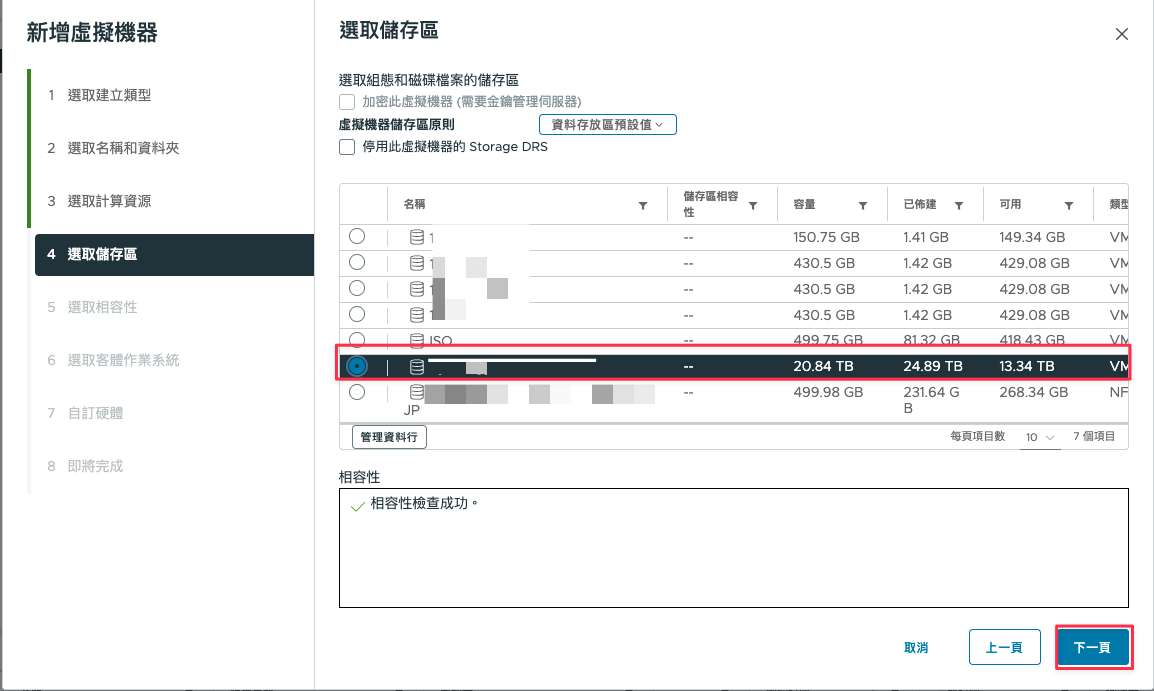 新增虛擬機器
1 選取建立類型
2 選取名稱和資料夾
3 選取計算資源
4 選取儲存區
5 選取相容性
6 選取客體作業系統
7 自訂硬體
8 即將完成
選取儲存區
選取組態和磁碟檔案的儲存區
加密此虛擬機器 (需要金鑰管理伺服器)
虛擬機器儲存區原則 資料存放區預設值
停用此虛擬機器的 Storage DRS
名稱 儲存區相容性 容量 已佈建 可用 類型
1 -- 150.75 GB 1.41 GB 149.34 GB VM
1 -- 430.5 GB 1.42 GB 429.08 GB VM
1 -- 430.5 GB 1.42 GB 429.08 GB VM
1 -- 430.5 GB 1.42 GB 429.08 GB VM
ISO -- 499.75 GB 81.32 GB 418.43 GB VM
-- 20.84 TB 24.89 TB 13.34 TB VM
JP -- 499.98 GB 231.64 GB 268.34 GB NF
管理資料行 每頁項目數 10 7 個項目
相容性
相容性檢查成功。
取消 上一頁 下一頁